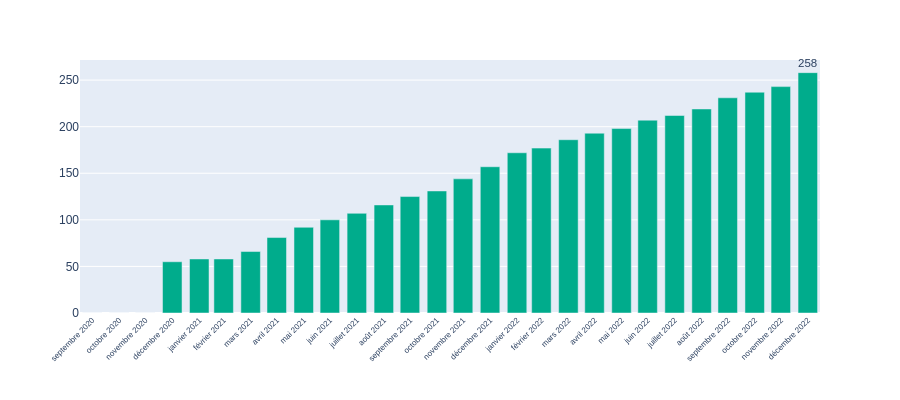 258
250
200
150
100
50
0
septembre 2020
octobre 2020
novembre 2020
décembre 2020
janvier 2021
février 2021
mars 2021
avril 2021
mai 2021
juin 2021
juillet 2021
août 2021
septembre 2021
octobre 2021
novembre 2021
décembre 2021
janvier 2022
février 2022
mars 2022
avril 2022
mai 2022
juin 2022
juillet 2022
août 2022
septembre 2022
octobre 2022
novembre 2022
décembre 2022